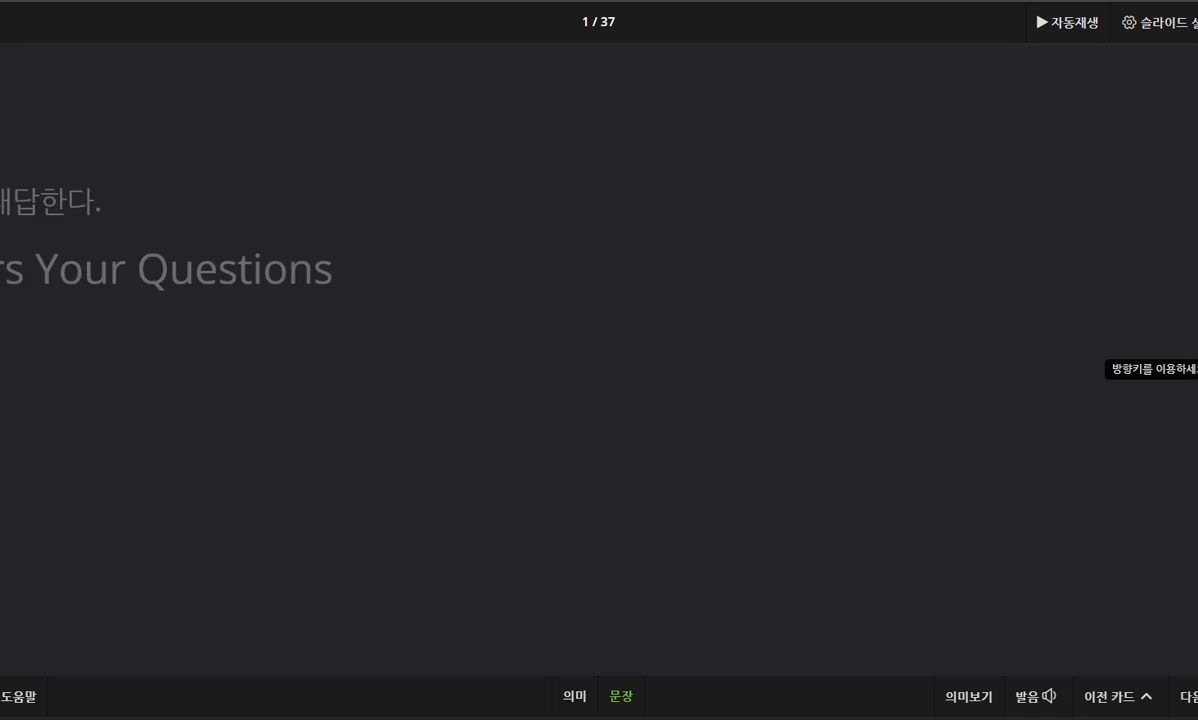 1 / 37
자동재생
슬라이드
대답한다.
Your Questions
방향키를 이용하세요
도움말
의미
문장
의미보기
발음
이전 카드